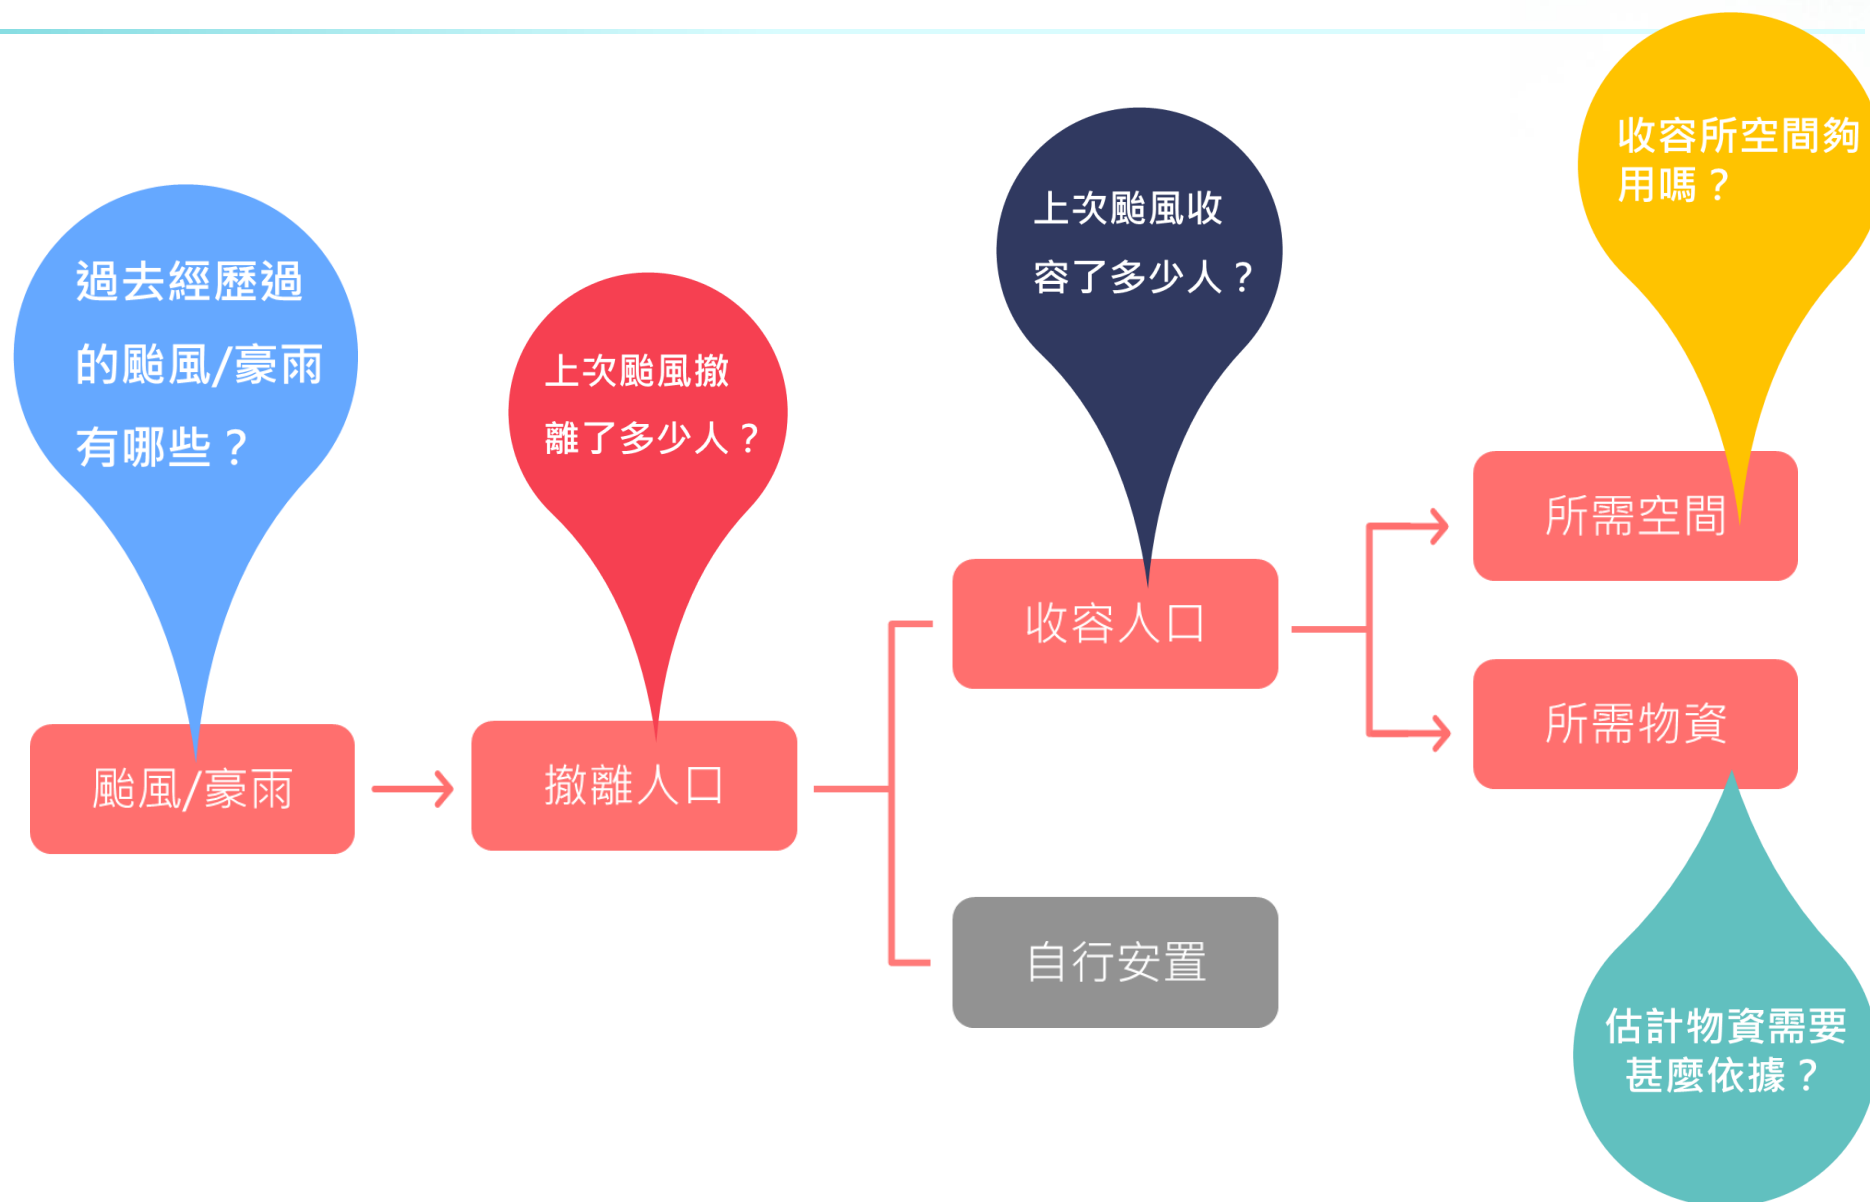 過去經歷過
的颱風/豪雨
有哪些？
颱風/豪雨
上次颱風撤
離了多少人？
撤離人口
上次颱風收
容了多少人？
收容人口
自行安置
收容所空間夠
用嗎？
所需空間
所需物資
估計物資需要
甚麼依據？